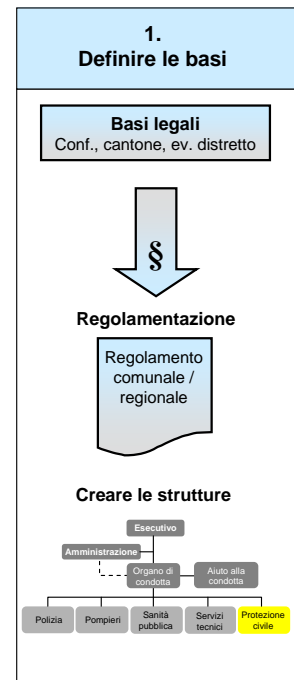 1.
Definire le basi
Basi legali
Conf., cantone, ev. distretto
§
Regolamentazione
Regolamento
comunale /
regionale
Creare le strutture
Esecutivo
Amministrazione
Organo di
condotta
Aiuto alla
condotta
Polizia
Pompieri
Sanità
pubblica
Servizi
tecnici
Protezione
civile